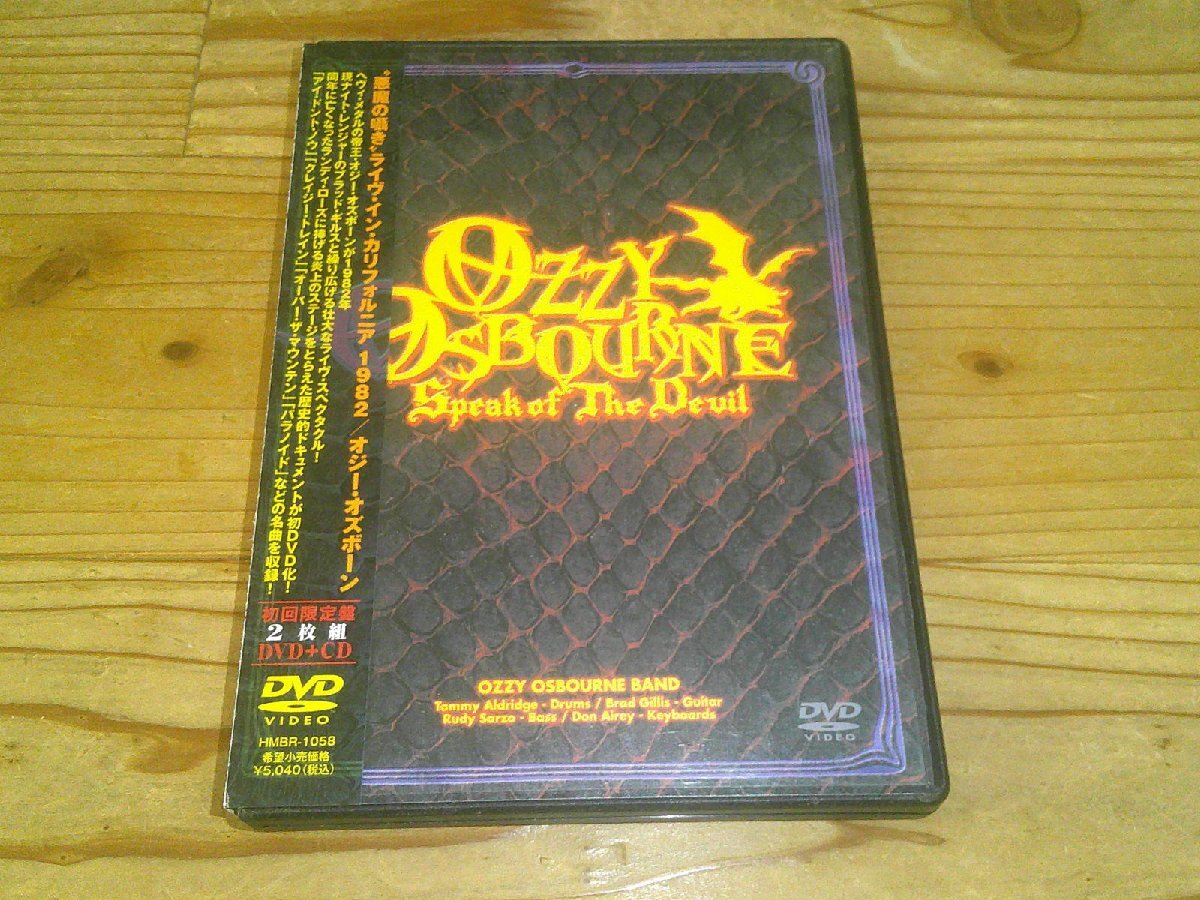 “悪魔の囁き”ライヴ・イン・カリフォルニア 1982/オジー・オズボーン
ヘヴィ・メタルの帝王・オジー・オズボーンが1982年
現ナイト・レンジャーのブラッド・ギルスと繰り広げる壮大なライヴ・スペクタクル!
同年に亡くなったランディ・ローズに捧げる炎上のステージをとらえた歴史的ドキュメントが初DVD化!
「アイ・ドント・ノウ」「クレイジー・トレイン」「オーバー・ザ・マウンテン」「パラノイド」などの名曲を収録!
初回限定盤
2枚組
DVD+CD
DVD
VIDEO
HMBR-1058
希望小売価格
¥5,040(税込)
OZZY
OSBOURNE
Speak of The Devil
OZZY OSBOURNE BAND
Tommy Aldridge - Drums / Brad Gillis - Guitar
Rudy Sarzo - Bass / Don Airey - Keyboards
DVD
VIDEO